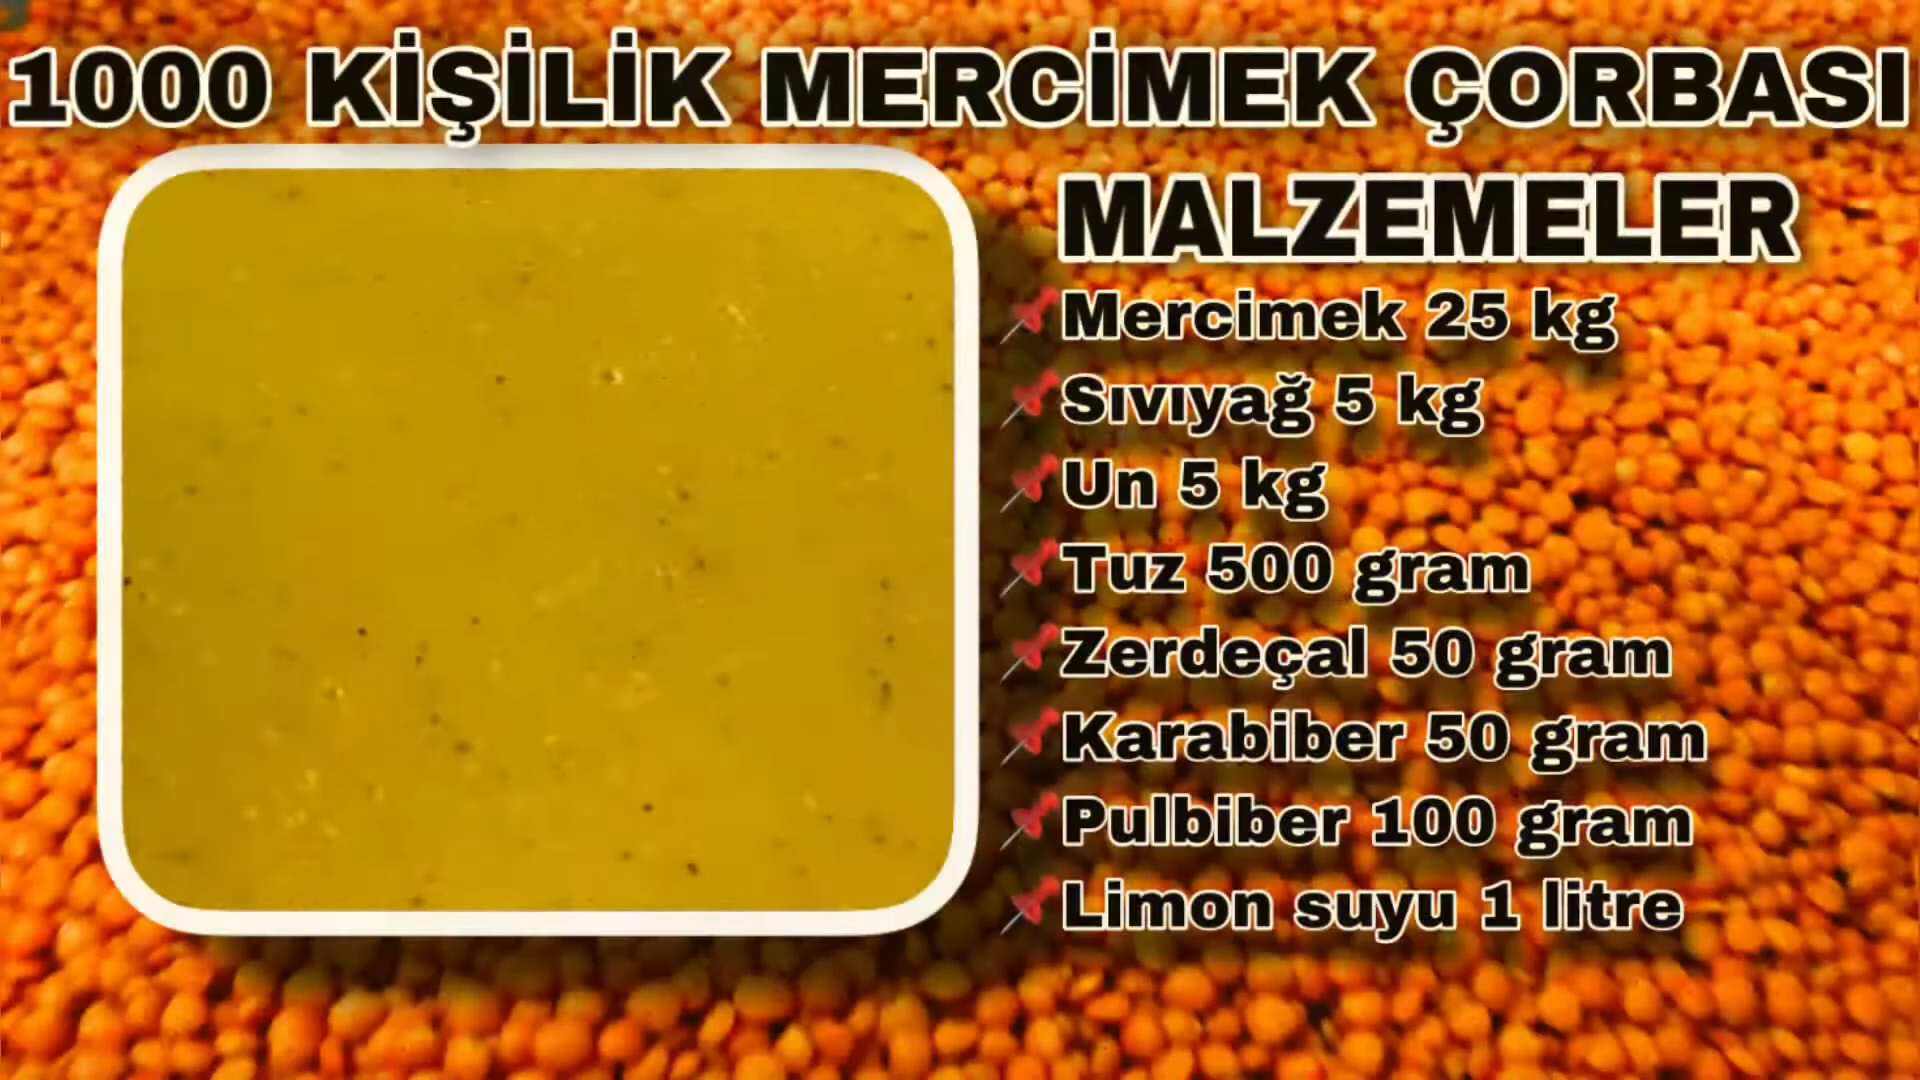 1000 KİŞİLİK MERCİMEK ÇORBASI
MALZEMELER
Mercimek 25 kg
Sıvıyağ 5 kg
Un 5 kg
Tuz 500 gram
Zerdeçal 50 gram
Karabiber 50 gram
Pulbiber 100 gram
Limon suyu 1 litre